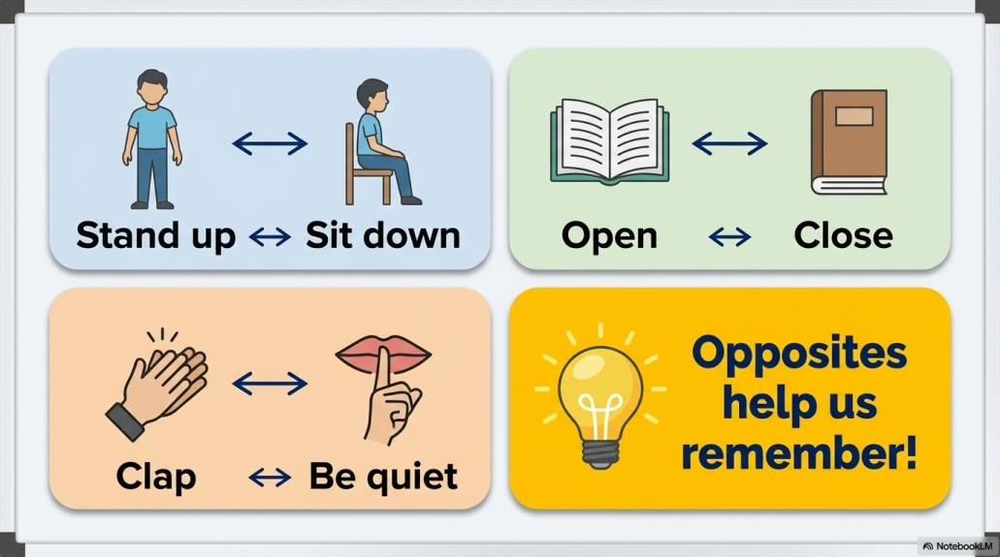 Stand up ↔ Sit down
Open ↔ Close
Clap ↔ Be quiet
Opposites
help us
remember!
NotebookLM